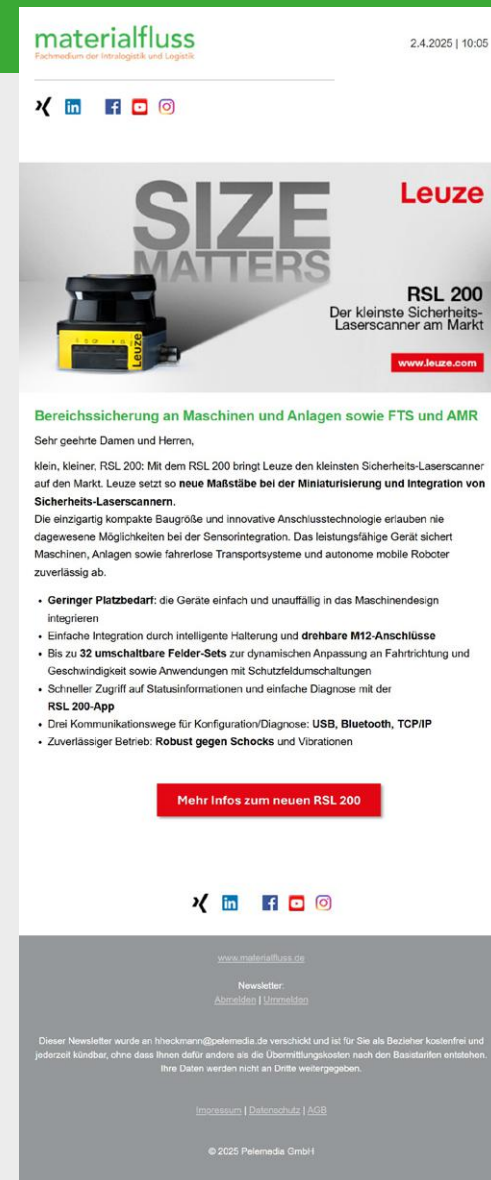 materialfluss
Fachmedium der Intralogistik und Logistik
2.4.2025 | 10:05
SIZE
MATTERS
Leuze
Leuze
RSL 200
Der kleinste Sicherheits-
Laserscanner am Markt
www.leuze.com
Bereichssicherung an Maschinen und Anlagen sowie FTS und AMR
Sehr geehrte Damen und Herren,
klein, kleiner, RSL 200: Mit dem RSL 200 bringt Leuze den kleinsten Sicherheits-Laserscanner
auf den Markt. Leuze setzt so neue Maßstäbe bei der Miniaturisierung und Integration von
Sicherheits-Laserscannern.
Die einzigartig kompakte Baugröße und innovative Anschlusstechnologie erlauben nie
dagewesene Möglichkeiten bei der Sensorintegration. Das leistungsfähige Gerät sichert
Maschinen, Anlagen sowie fahrerlose Transportsysteme und autonome mobile Roboter
zuverlässig ab.
• Geringer Platzbedarf: die Geräte einfach und unauffällig in das Maschinendesign
integrieren
• Einfache Integration durch intelligente Halterung und drehbare M12-Anschlüsse
• Bis zu 32 umschaltbare Felder-Sets zur dynamischen Anpassung an Fahrtrichtung und
Geschwindigkeit sowie Anwendungen mit Schutzfeldumschaltungen
• Schneller Zugriff auf Statusinformationen und einfache Diagnose mit der
RSL 200-App
• Drei Kommunikationswege für Konfiguration/Diagnose: USB, Bluetooth, TCP/IP
• Zuverlässiger Betrieb: Robust gegen Schocks und Vibrationen
Mehr Infos zum neuen RSL 200
www.materialfluss.de
Newsletter:
Abmelden | Ummelden
Dieser Newsletter wurde an hheckmann@pelemedia.de verschickt und ist für Sie als Bezieher kostenfrei und
jederzeit kündbar, ohne dass Ihnen dafür andere als die Übermittlungskosten nach den Basistarifen entstehen.
Ihre Daten werden nicht an Dritte weitergegeben.
Impressum | Datenschutz | AGB
© 2025 Pelemedia GmbH